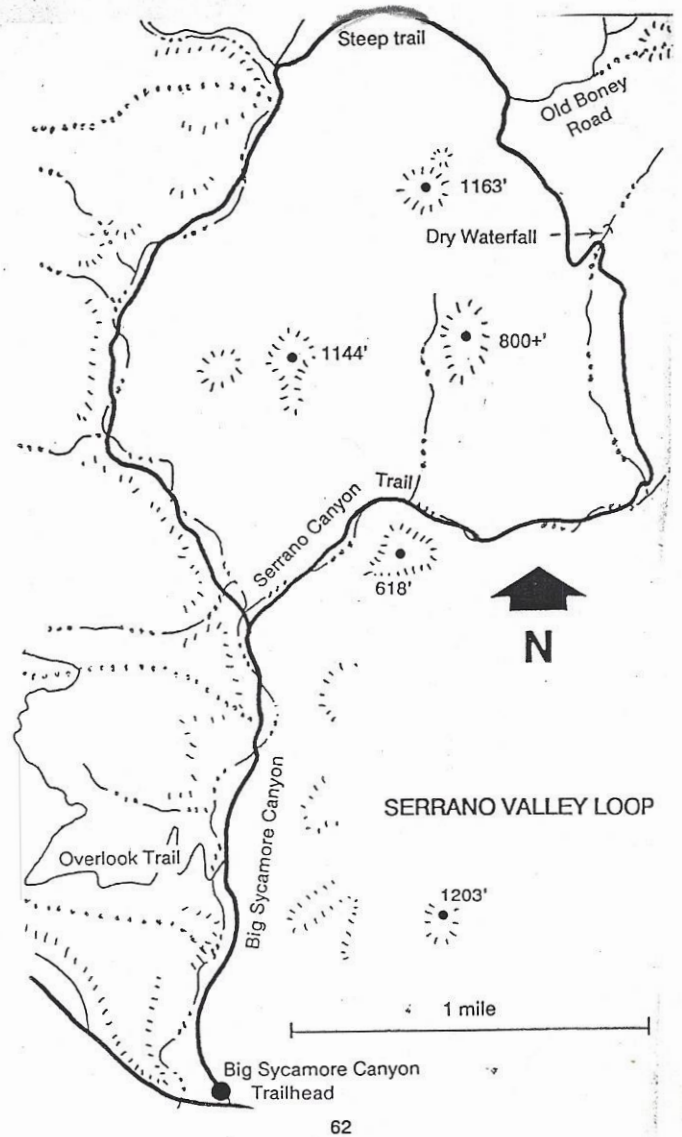 Steep trail
Old Boney
Road
1163'
Dry Waterfall
800+'
1144'
Serrano Canyon Trail
618'
N
SERRANO VALLEY LOOP
Big Sycamore Canyon
Overlook Trail
1203'
1 mile
Big Sycamore Canyon
Trailhead
62